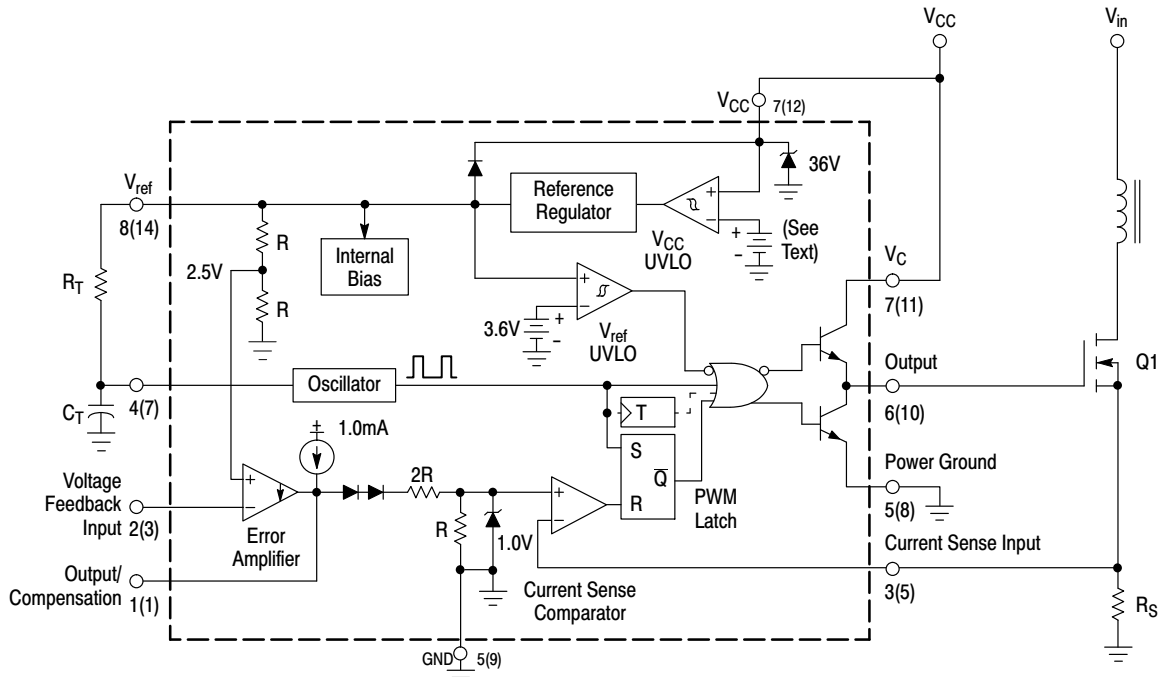 VCC
Vin
VCC 7(12)
36V
Vref
8(14)
Reference
Regulator
+
−
+
-
(See
Text)
VCC
UVLO
R
Internal
Bias
2.5V
R
RT
+
−
3.6V
+
-
Vref
UVLO
VC
7(11)
Output
6(10)
Q1
Oscillator
4(7)
CT
T
+
1.0mA
S
Q
R
PWM
Latch
Power Ground
5(8)
Voltage
Feedback
Input 2(3)
+
−
Error
Amplifier
2R
R
1.0V
+
−
Current Sense
Comparator
Current Sense Input
3(5)
RS
Output/
Compensation 1(1)
GND 5(9)